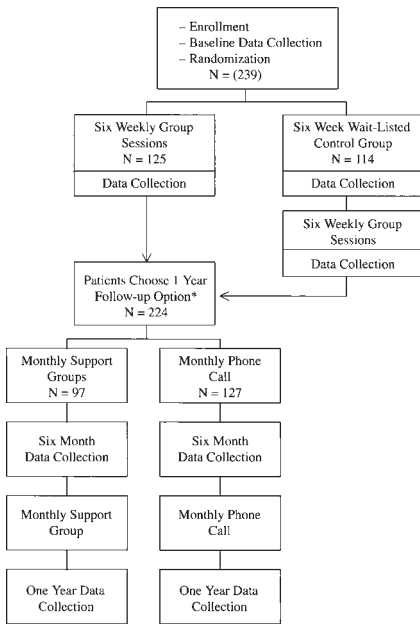 – Enrollment
– Baseline Data Collection
– Randomization
N = (239)
Six Weekly Group
Sessions
N = 125
Data Collection
Six Week Wait-Listed
Control Group
N = 114
Data Collection
Six Weekly Group
Sessions
Data Collection
Patients Choose 1 Year
Follow-up Option*
N = 224
Monthly Support
Groups
N = 97
Monthly Phone
Call
N = 127
Six Month
Data Collection
Six Month
Data Collection
Monthly Support
Group
Monthly Phone
Call
One Year Data
Collection
One Year Data
Collection